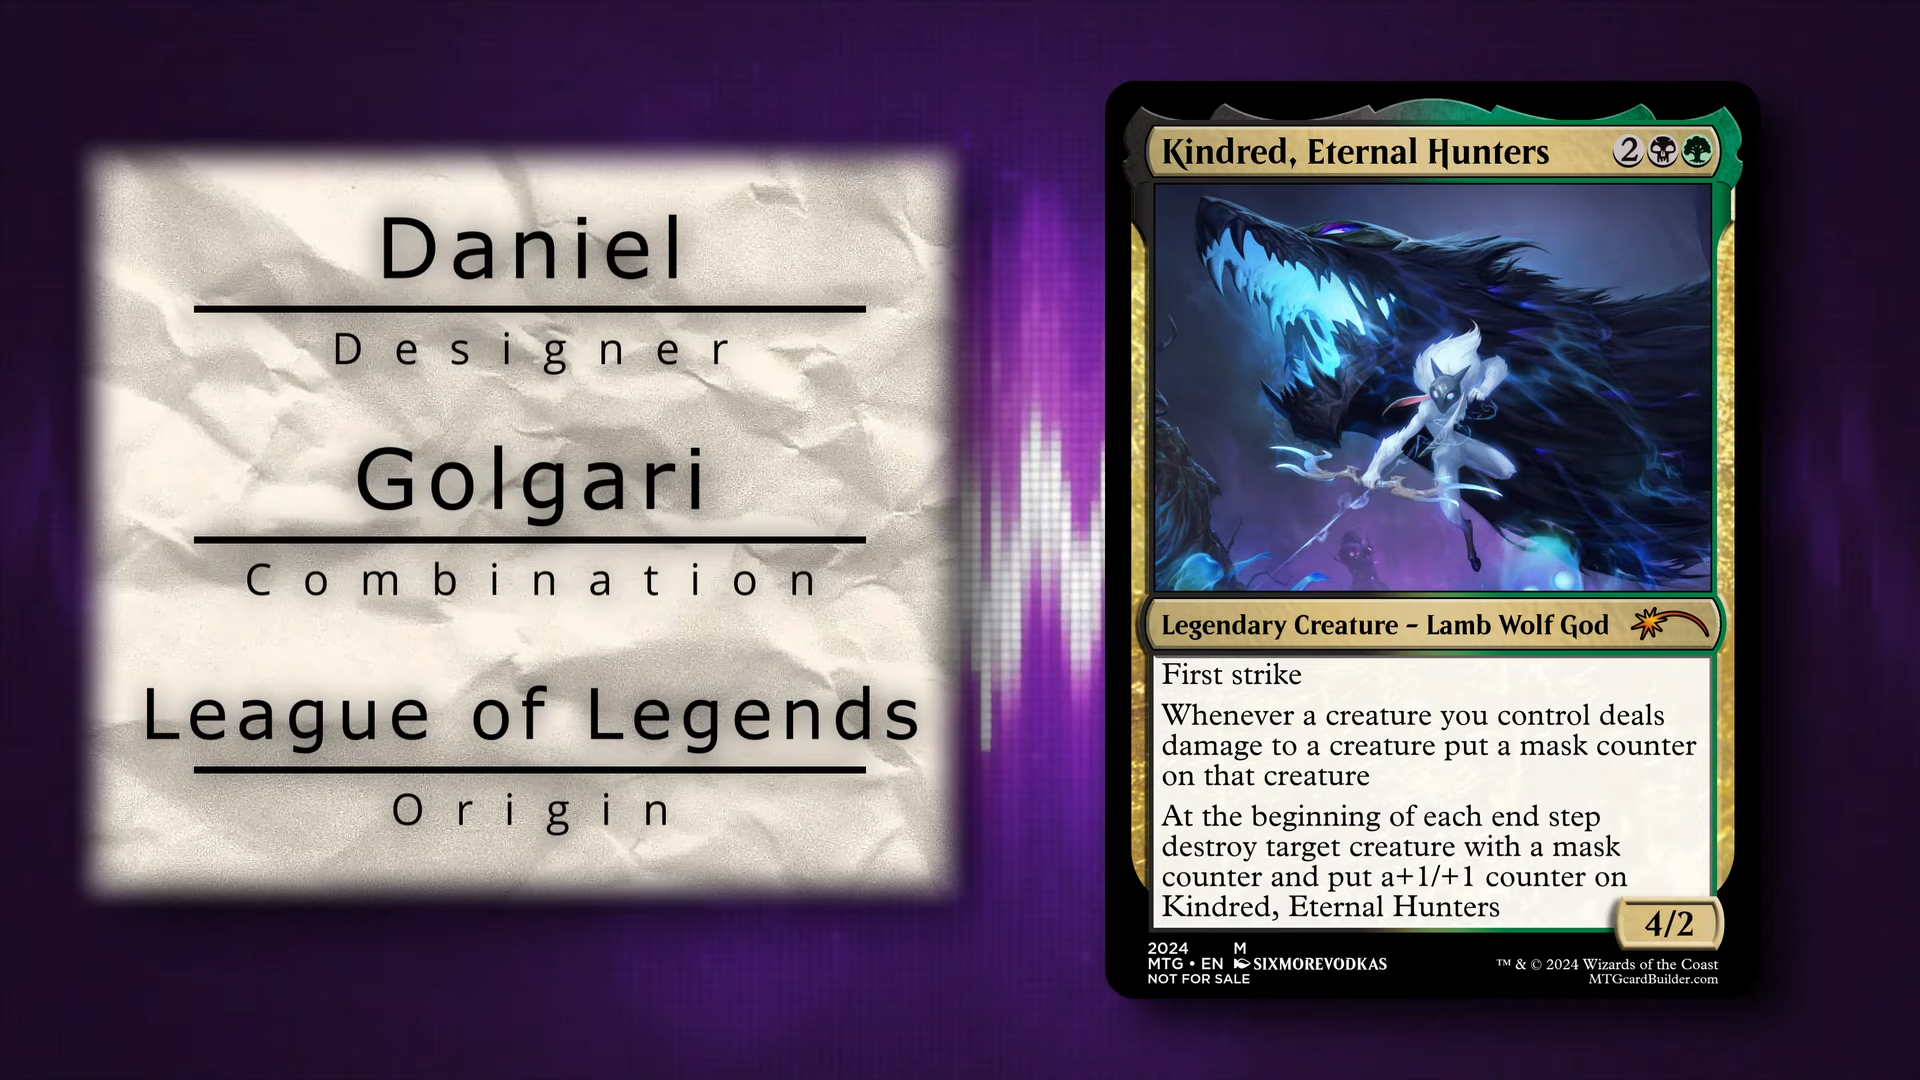 Daniel
Designer
Golgari
Combination
League of Legends
Origin
Kindred, Eternal Hunters 2
Legendary Creature – Lamb Wolf God
First strike
Whenever a creature you control deals
damage to a creature put a mask counter
on that creature
At the beginning of each end step
destroy target creature with a mask
counter and put a+1/+1 counter on
Kindred, Eternal Hunters
4/2
2024 M
MTG • EN SIXMOREVODKAS
NOT FOR SALE
™ & © 2024 Wizards of the Coast
MTGcardBuilder.com